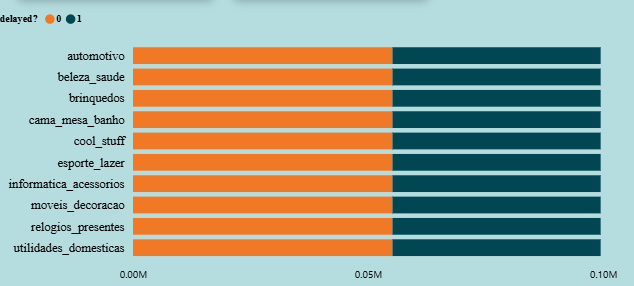 delayed? 0 1
automotivo
beleza_saude
brinquedos
cama_mesa_banho
cool_stuff
esporte_lazer
informatica_acessorios
moveis_decoracao
relogios_presentes
utilidades_domesticas
0.00M 0.05M 0.10M